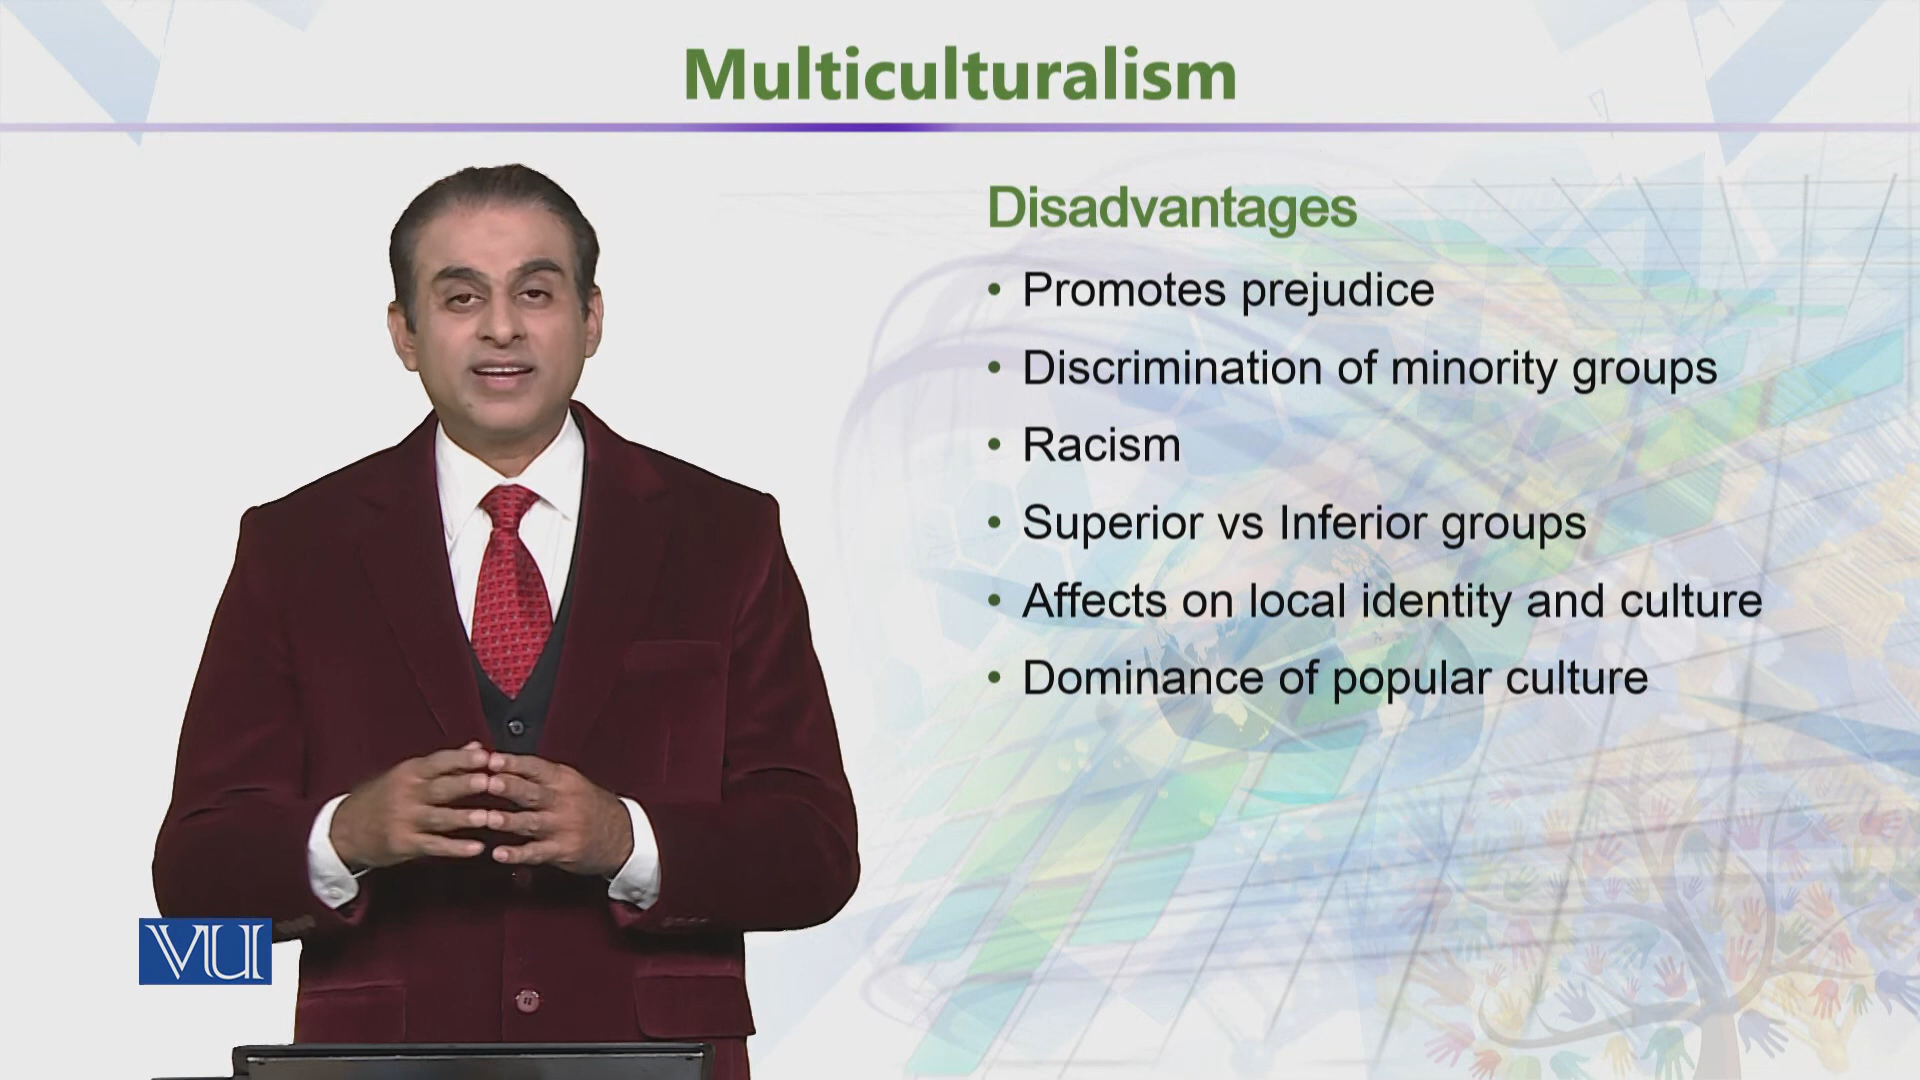 Multiculturalism
Disadvantages
• Promotes prejudice
• Discrimination of minority groups
• Racism
• Superior vs Inferior groups
• Affects on local identity and culture
• Dominance of popular culture
VU